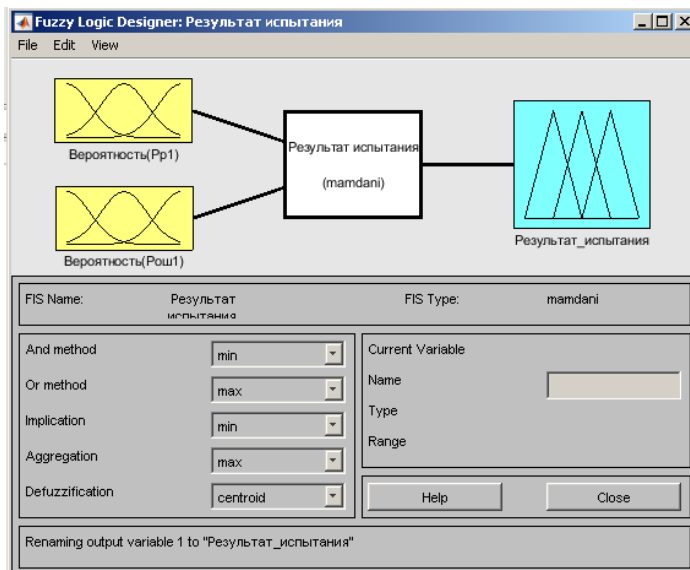 Fuzzy Logic Designer: Результат испытания
File Edit View
Вероятность(Рр1)
Результат испытания
(mamdani)
Вероятность(Рош1)
Результат_испытания
FIS Name: Результат испытания FIS Type: mamdani
And method min
Or method max
Implication min
Aggregation max
Defuzzification centroid
Current Variable
Name
Type
Range
Help Close
Renaming output variable 1 to "Результат_испытания"